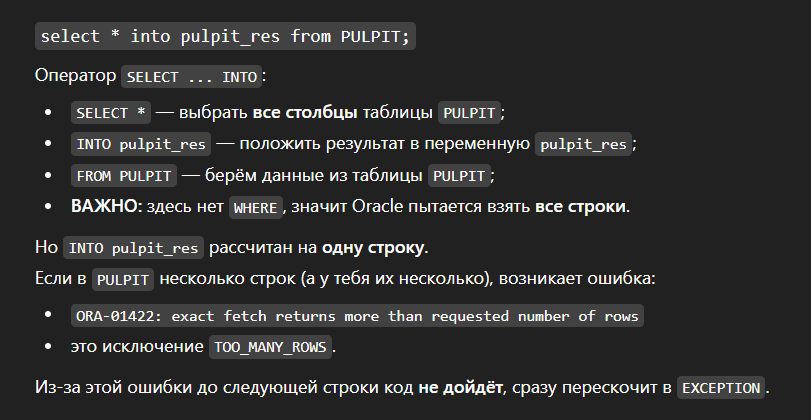 select * into pulpit_res from PULPIT;
Оператор SELECT ... INTO:
• SELECT * — выбрать все столбцы таблицы PULPIT;
• INTO pulpit_res — положить результат в переменную pulpit_res;
• FROM PULPIT — берём данные из таблицы PULPIT;
• ВАЖНО: здесь нет WHERE, значит Oracle пытается взять все строки.
Но INTO pulpit_res рассчитан на одну строку.
Если в PULPIT несколько строк (а у тебя их несколько), возникает ошибка:
• ORA-01422: exact fetch returns more than requested number of rows
• это исключение TOO_MANY_ROWS.
Из-за этой ошибки до следующей строки код не дойдёт, сразу перескочит в EXCEPTION.